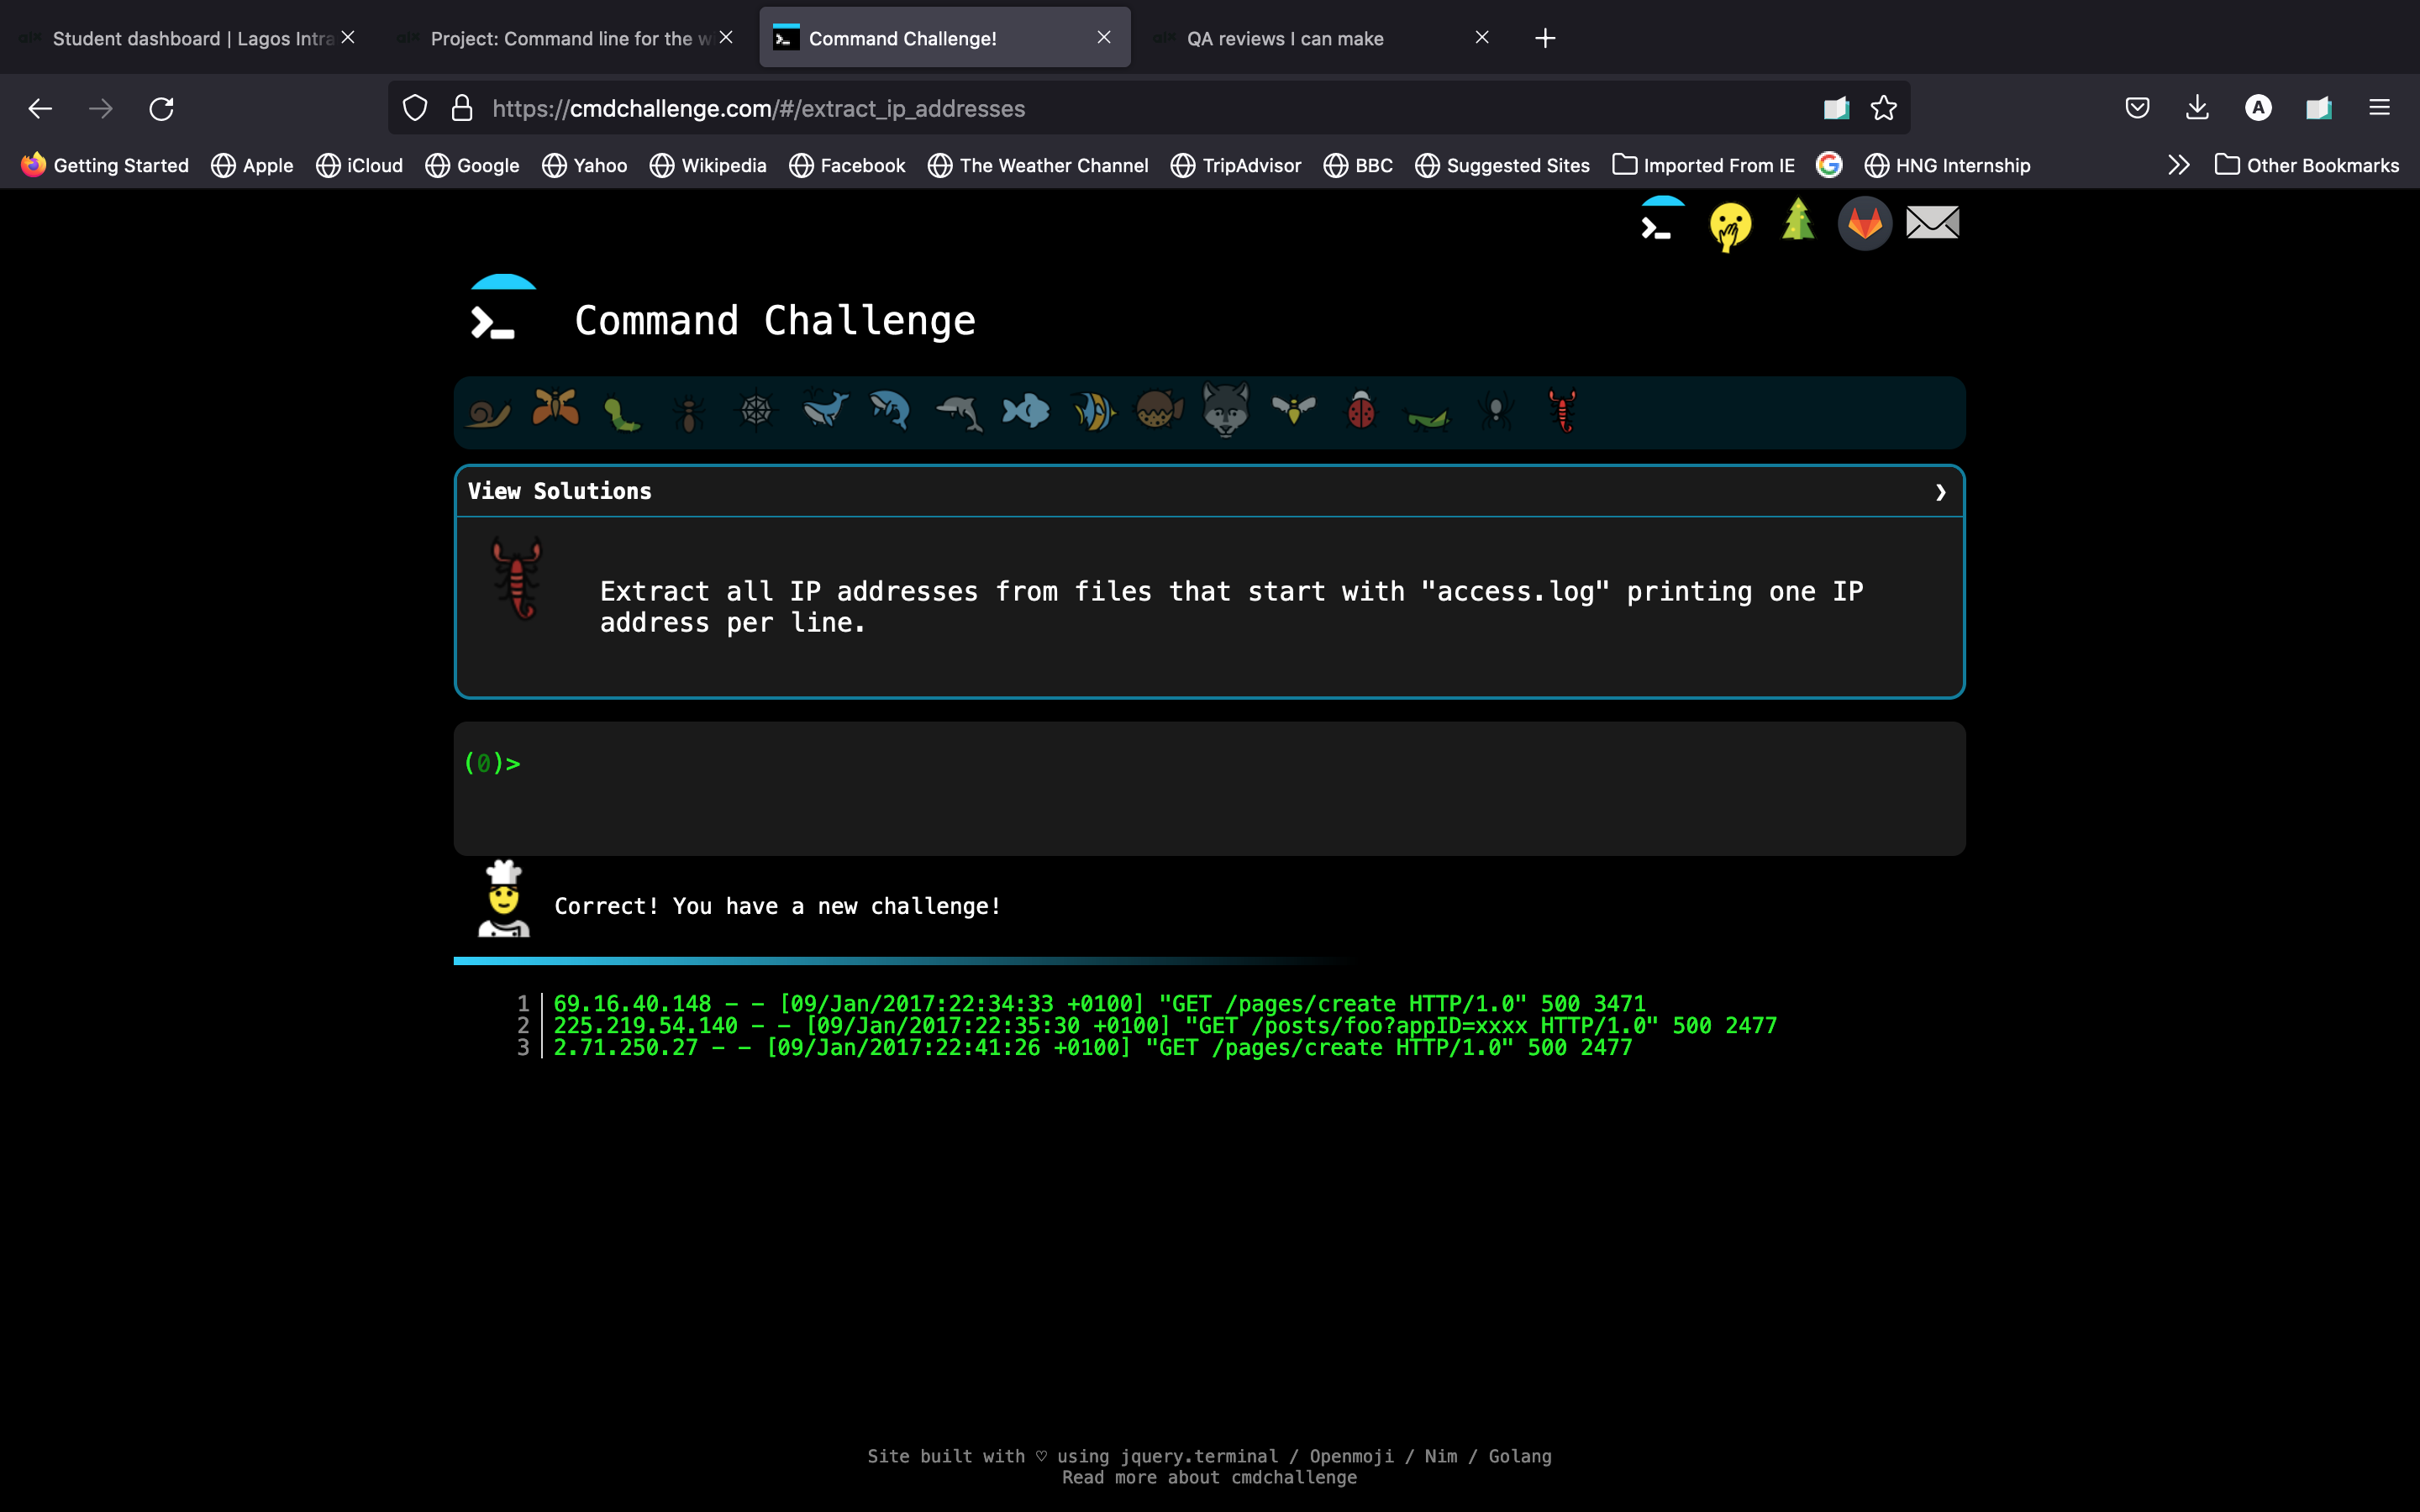 Student dashboard | Lagos Intra
Project: Command line for the w
Command Challenge!
QA reviews I can make
https://cmdchallenge.com/#/extract_ip_addresses
A
Getting Started
Apple
iCloud
Google
Yahoo
Wikipedia
Facebook
The Weather Channel
TripAdvisor
BBC
Suggested Sites
Imported From IE
HNG Internship
Other Bookmarks
Command Challenge
View Solutions
Extract all IP addresses from files that start with "access.log" printing one IP
address per line.
(0)>
Correct! You have a new challenge!
1 69.16.40.148 - - [09/Jan/2017:22:34:33 +0100] "GET /pages/create HTTP/1.0" 500 3471
2 225.219.54.140 - - [09/Jan/2017:22:35:30 +0100] "GET /posts/foo?appID=xxxx HTTP/1.0" 500 2477
3 2.71.250.27 - - [09/Jan/2017:22:41:26 +0100] "GET /pages/create HTTP/1.0" 500 2477
Site built with ♡ using jquery.terminal / Openmoji / Nim / Golang
Read more about cmdchallenge